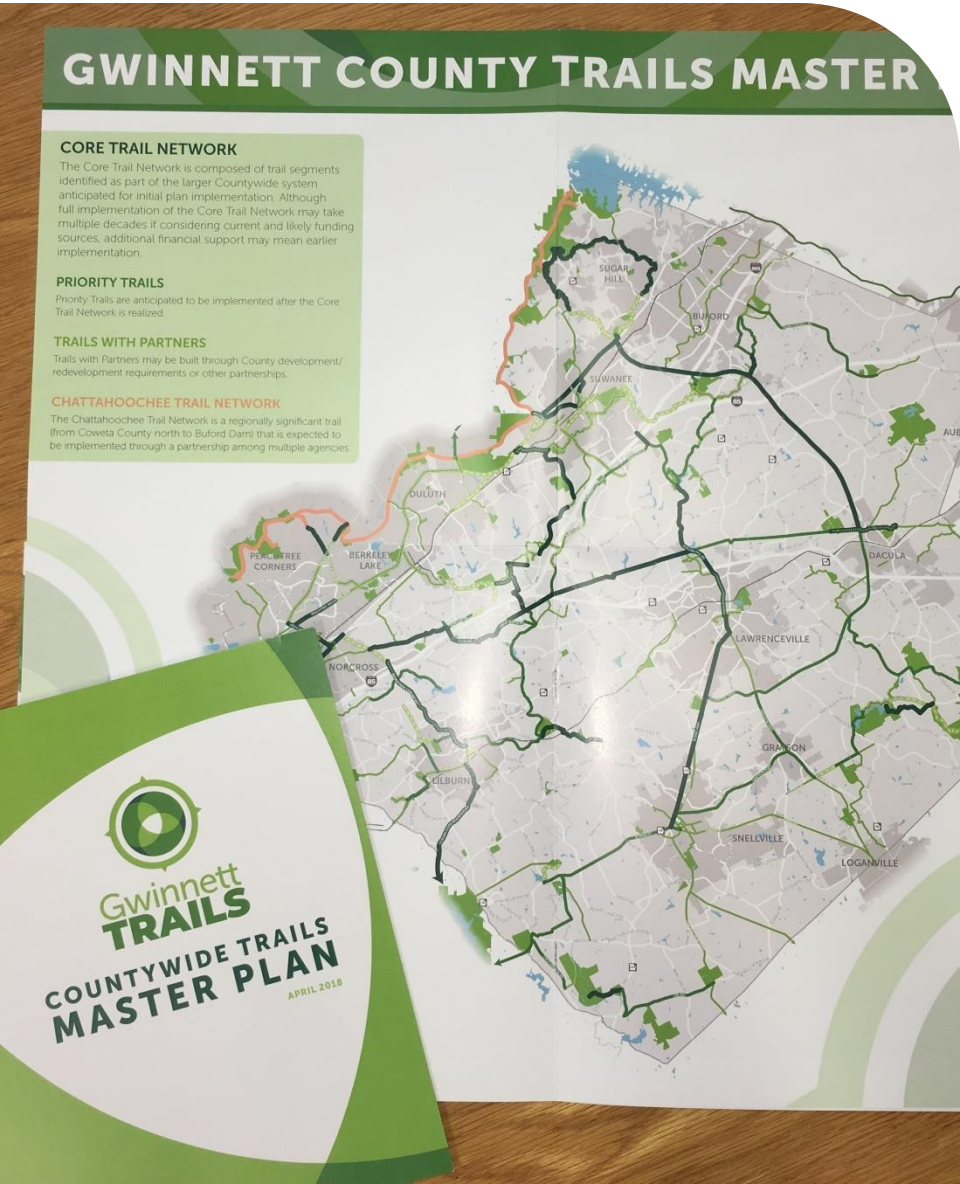 GWINNETT COUNTY TRAILS MASTER
CORE TRAIL NETWORK
The Core Trail Network is composed of trail segments
identified as part of the larger Countywide system
anticipated for initial plan implementation. Although
full implementation of the Core Trail Network may take
multiple decades if considering current and likely funding
sources, additional financial support may mean earlier
implementation.
PRIORITY TRAILS
Priority Trails are anticipated to be implemented after the Core
Trail Network is realized.
TRAILS WITH PARTNERS
Trails with Partners may be built through County development/
redevelopment requirements or other partnerships.
CHATTAHOOCHEE TRAIL NETWORK
The Chattahoochee Trail Network is a regionally significant trail
(from Coweta County north to Buford Dam) that is expected to
be implemented through a partnership among multiple agencies.
SUGAR
HILL
BUFORD
SUWANEE
85
AUB
DULUTH
PEACHTREE
CORNERS
BERKELEY
LAKE
DACULA
LAWRENCEVILLE
NORCROSS
85
GRAYSON
LILBURN
SNELLVILLE
LOGANVILLE
Gwinnett
TRAILS
COUNTYWIDE TRAILS
MASTER PLAN
APRIL 2018